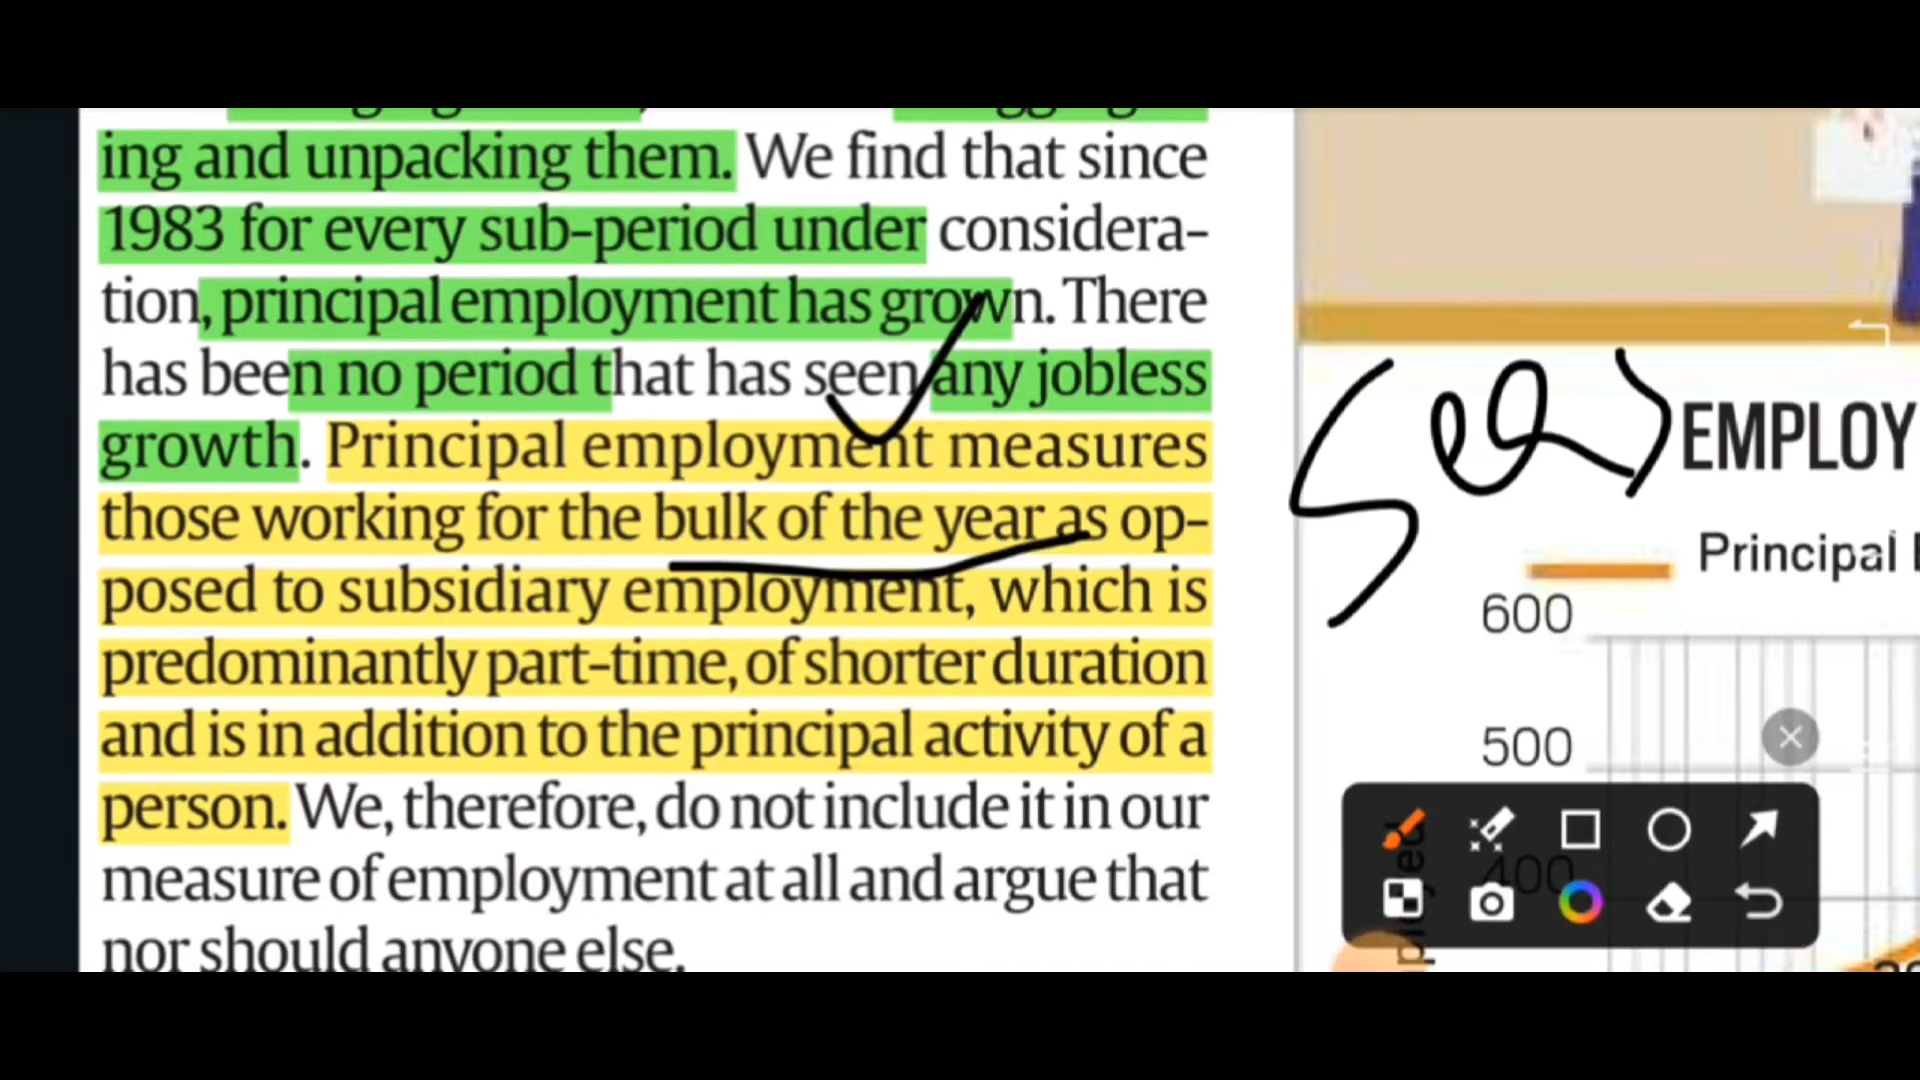 ing and unpacking them. We find that since
1983 for every sub-period under considera-
tion, principal employment has grown. There
has been no period that has seen any jobless
growth. Principal employment measures
those working for the bulk of the year as op-
posed to subsidiary employment, which is
predominantly part-time, of shorter duration
and is in addition to the principal activity of a
person. We, therefore, do not include it in our
measure of employment at all and argue that
nor should anyone else.
EMPLOY
Principal
600
500
400